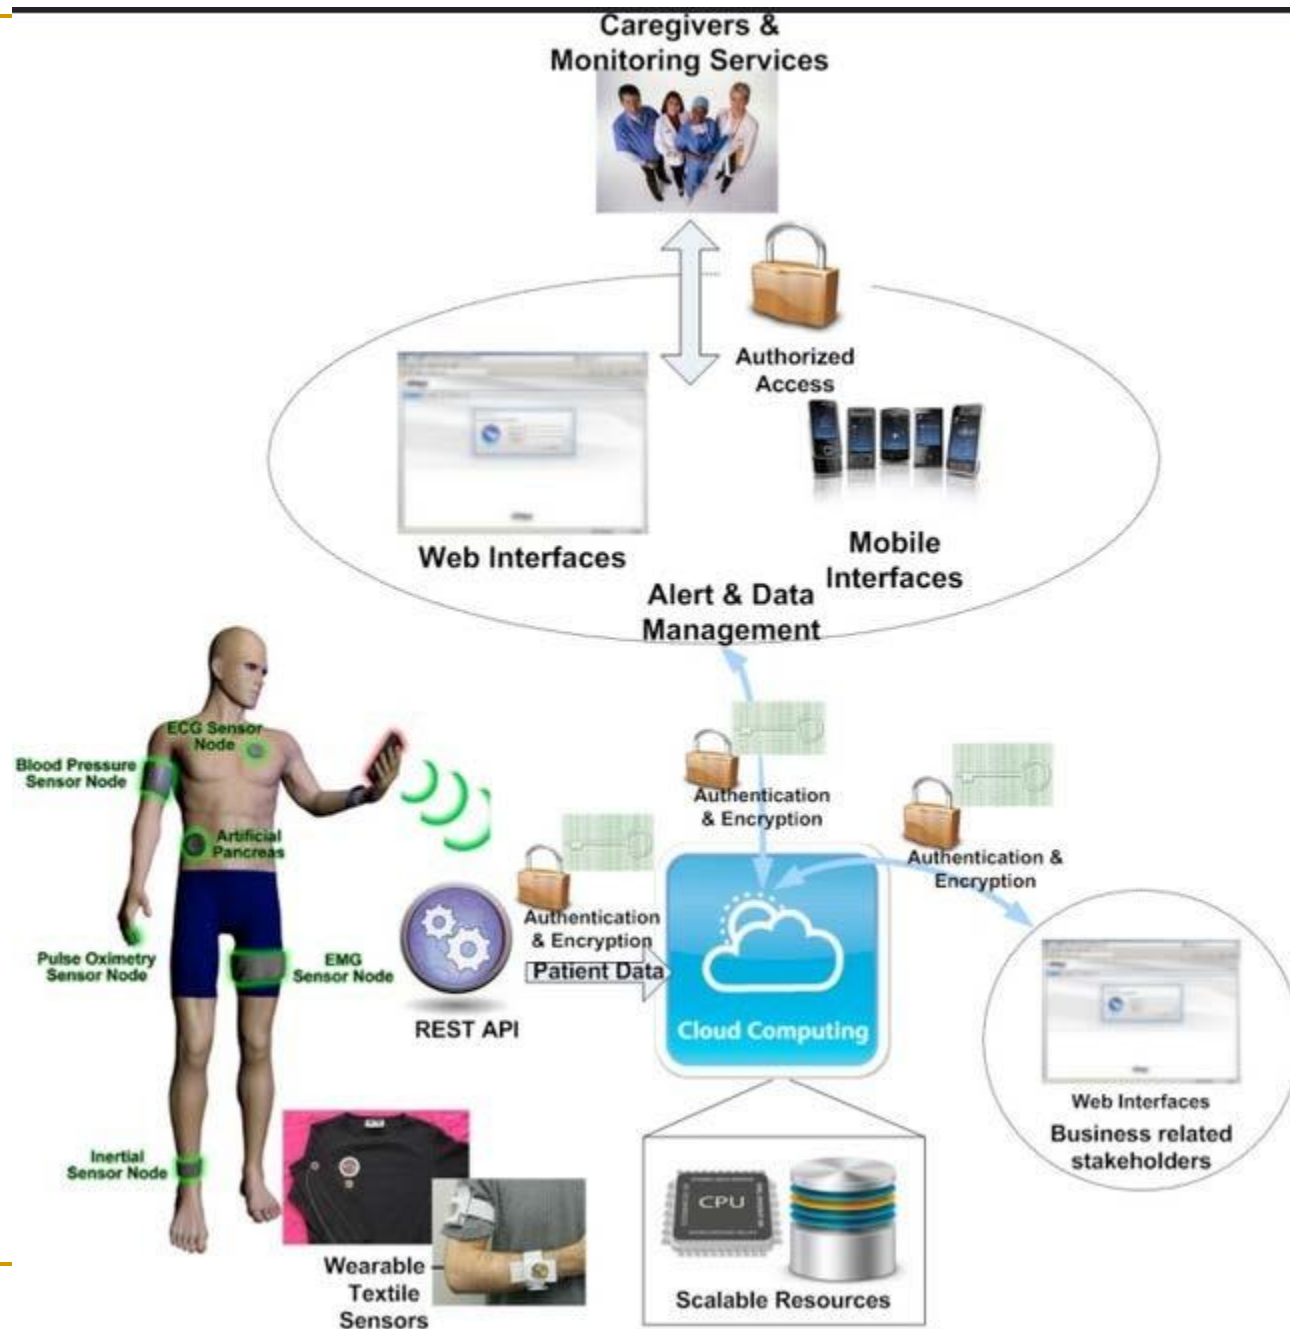 Caregivers &
Monitoring Services
Authorized
Access
Web Interfaces
Mobile
Interfaces
Alert & Data
Management
ECG Sensor
Node
Blood Pressure
Sensor Node
Artificial
Pancreas
Pulse Oximetry
Sensor Node
EMG
Sensor Node
Inertial
Sensor Node
Authentication
& Encryption
Authentication &
Encryption
Authentication
& Encryption
Patient Data
REST API
Cloud Computing
Web Interfaces
Business related
stakeholders
CPU
Scalable Resources
Wearable
Textile
Sensors